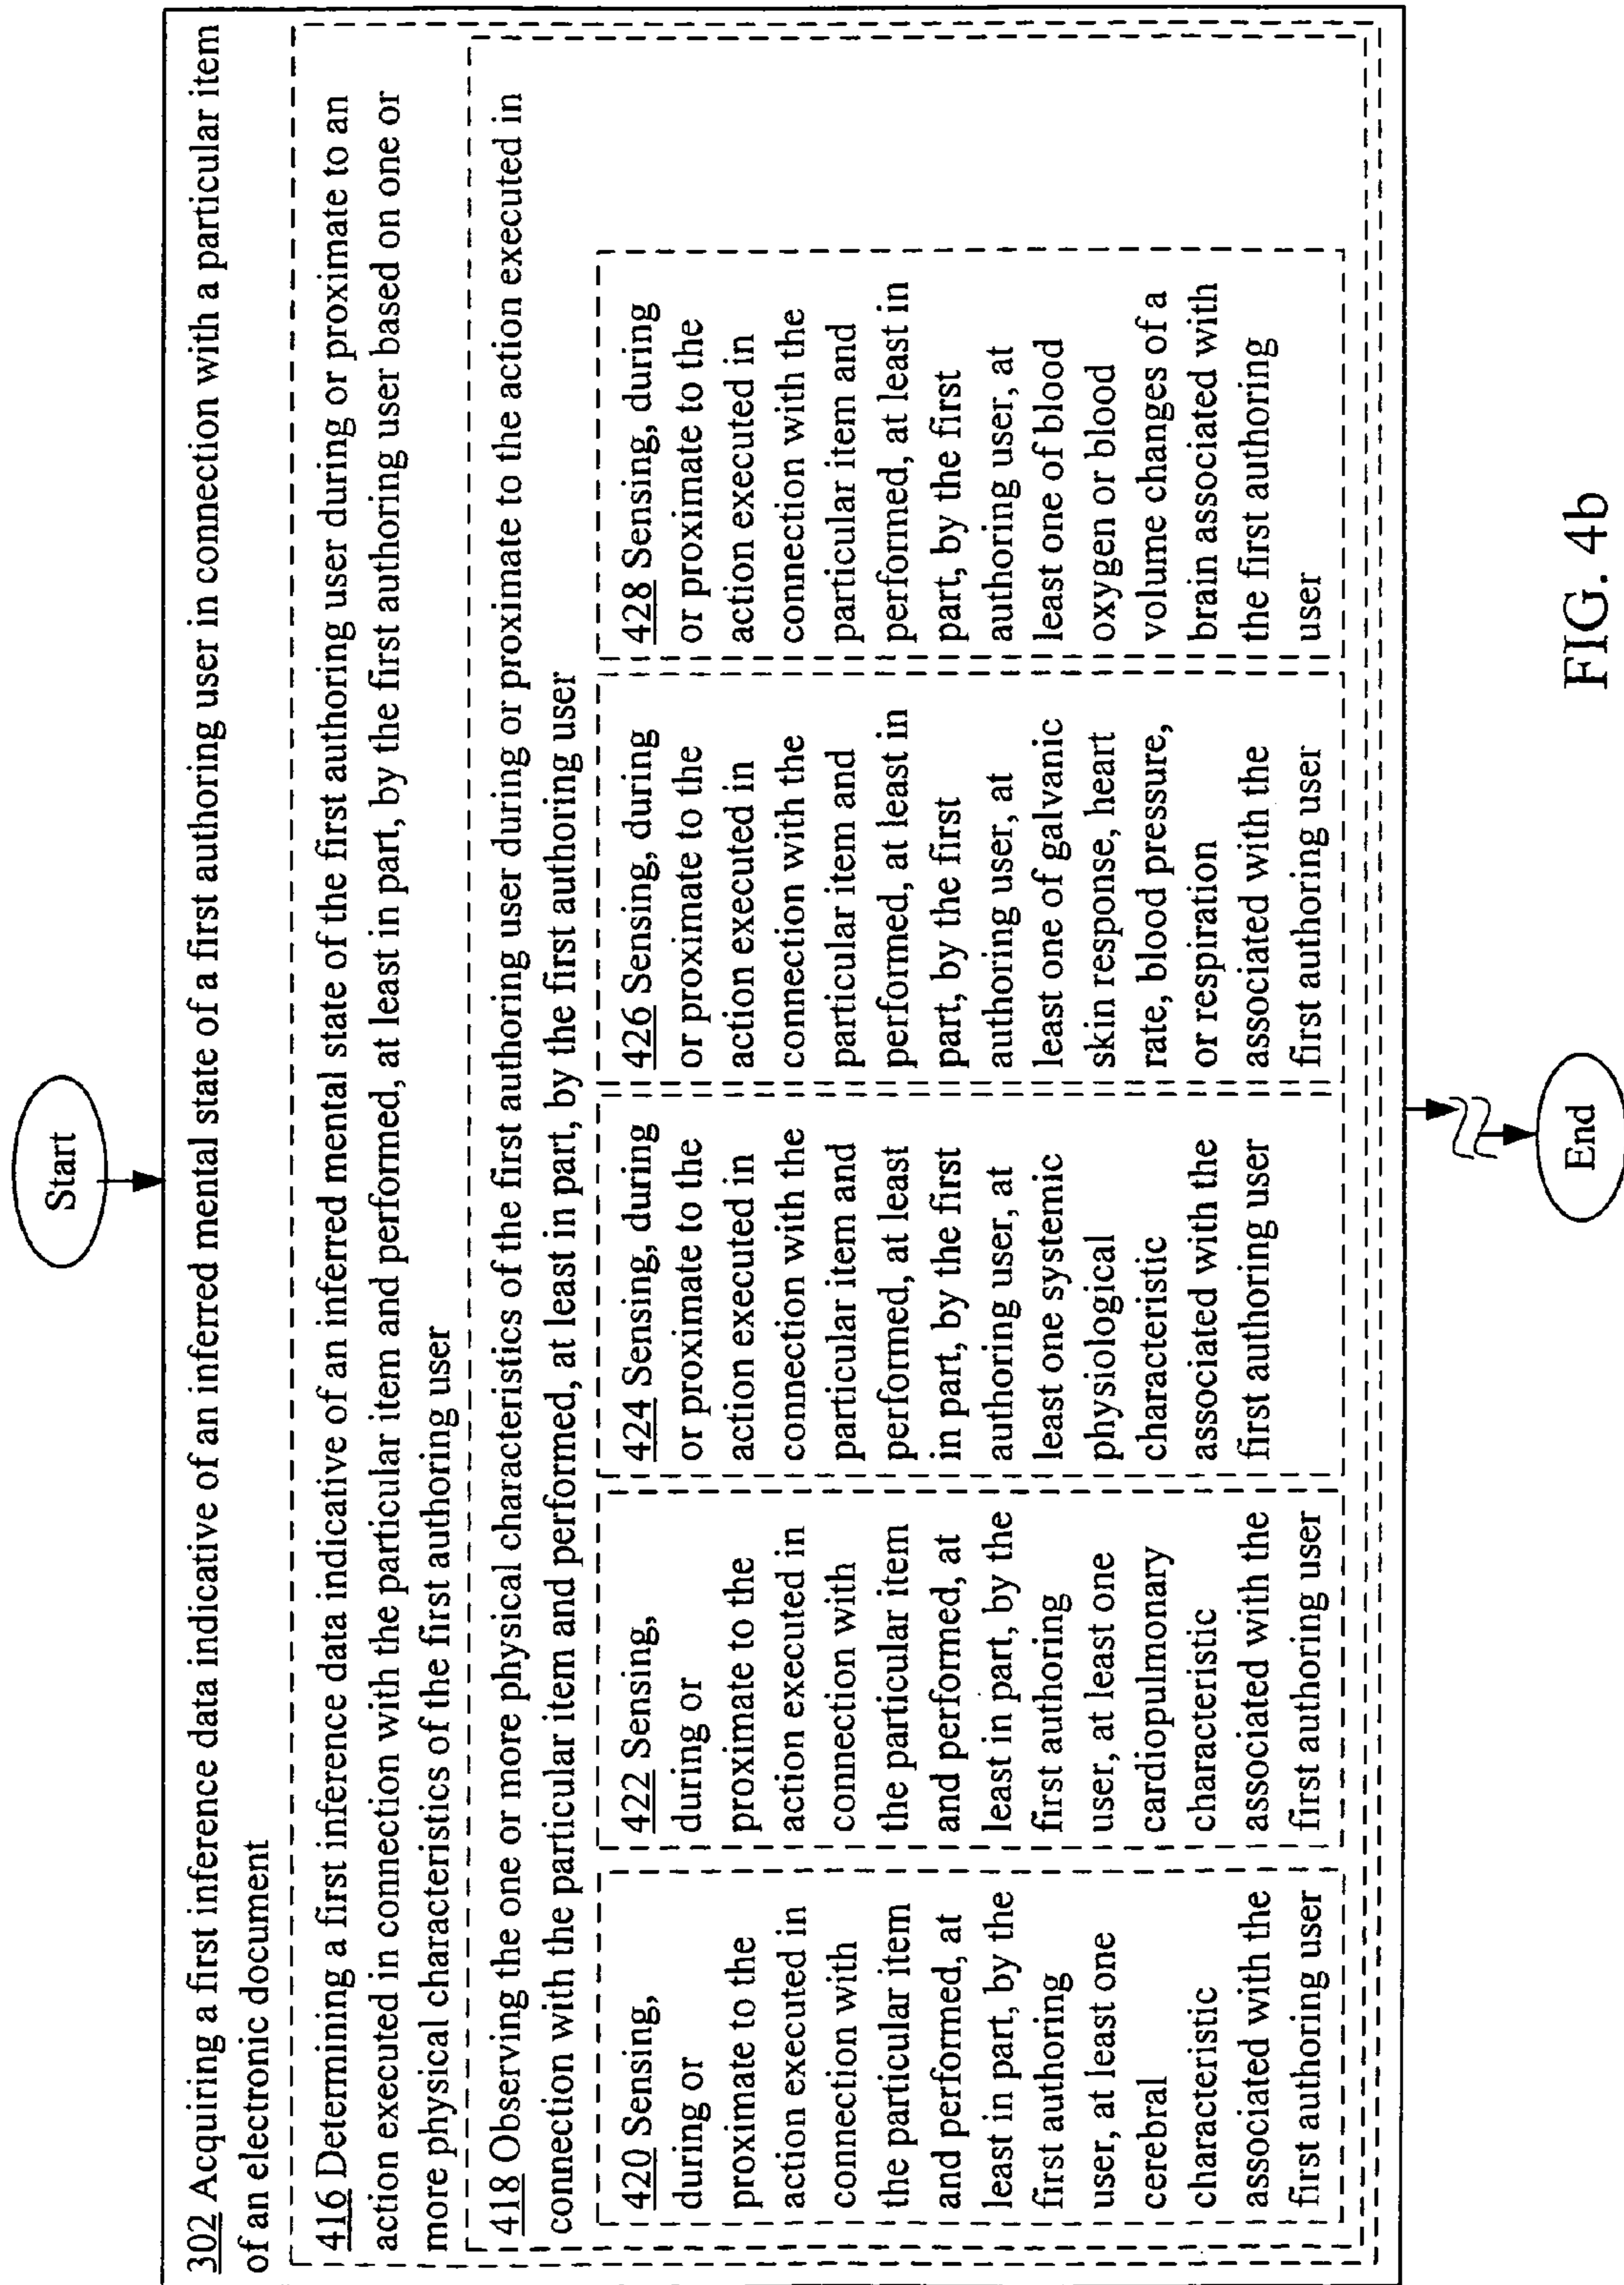 Start
302 Acquiring a first inference data indicative of an inferred mental state of a first authoring user in connection with a particular item
of an electronic document
416 Determining a first inference data indicative of an inferred mental state of the first authoring user during or proximate to an
action executed in connection with the particular item and performed, at least in part, by the first authoring user based on one or
more physical characteristics of the first authoring user
418 Observing the one or more physical characteristics of the first authoring user during or proximate to the action executed in
connection with the particular item and performed, at least in part, by the first authoring user
420 Sensing,
during or
proximate to the
action executed in
connection with
the particular item
and performed, at
least in part, by the
first authoring
user, at least one
cerebral
characteristic
associated with the
first authoring user
422 Sensing,
during or
proximate to the
action executed in
connection with
the particular item
and performed, at
least in part, by the
first authoring
user, at least one
cardiopulmonary
characteristic
associated with the
first authoring user
424 Sensing, during
or proximate to the
action executed in
connection with the
particular item and
performed, at least
in part, by the first
authoring user, at
least one systemic
physiological
characteristic
associated with the
first authoring user
426 Sensing, during
or proximate to the
action executed in
connection with the
particular item and
performed, at least in
part, by the first
authoring user, at
least one of galvanic
skin response, heart
rate, blood pressure,
or respiration
associated with the
first authoring user
428 Sensing, during
or proximate to the
action executed in
connection with the
particular item and
performed, at least in
part, by the first
authoring user, at
least one of blood
oxygen or blood
volume changes of a
brain associated with
the first authoring
user
End
FIG. 4b